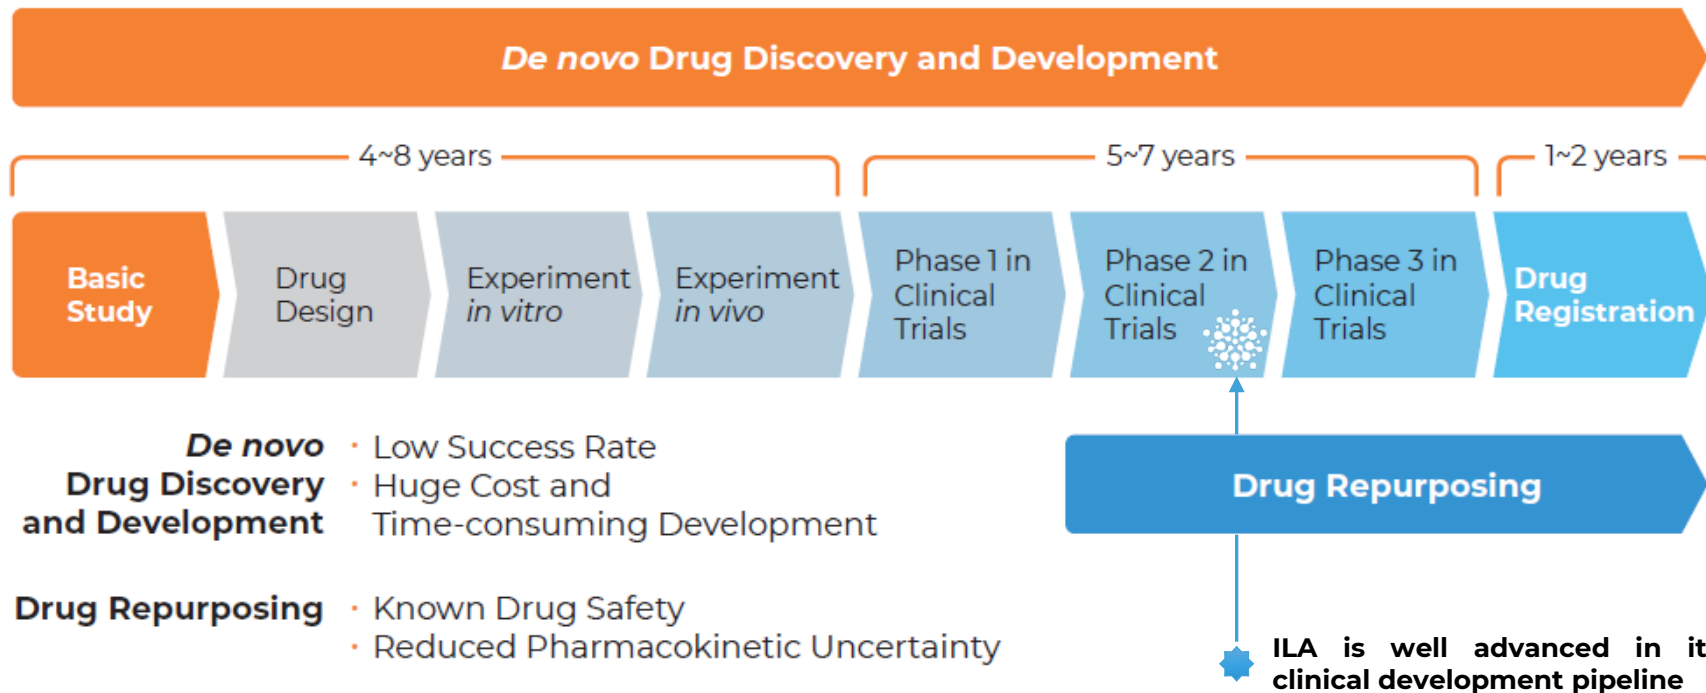 De novo Drug Discovery and Development
4~8 years
5~7 years
1~2 years
Basic
Study
Drug
Design
Experiment
in vitro
Experiment
in vivo
Phase 1 in
Clinical
Trials
Phase 2 in
Clinical
Trials
Phase 3 in
Clinical
Trials
Drug
Registration
De novo
Drug Discovery
and Development
· Low Success Rate
· Huge Cost and
Time-consuming Development
Drug Repurposing
Drug Repurposing
· Known Drug Safety
· Reduced Pharmacokinetic Uncertainty
ILA is well advanced in it
clinical development pipeline